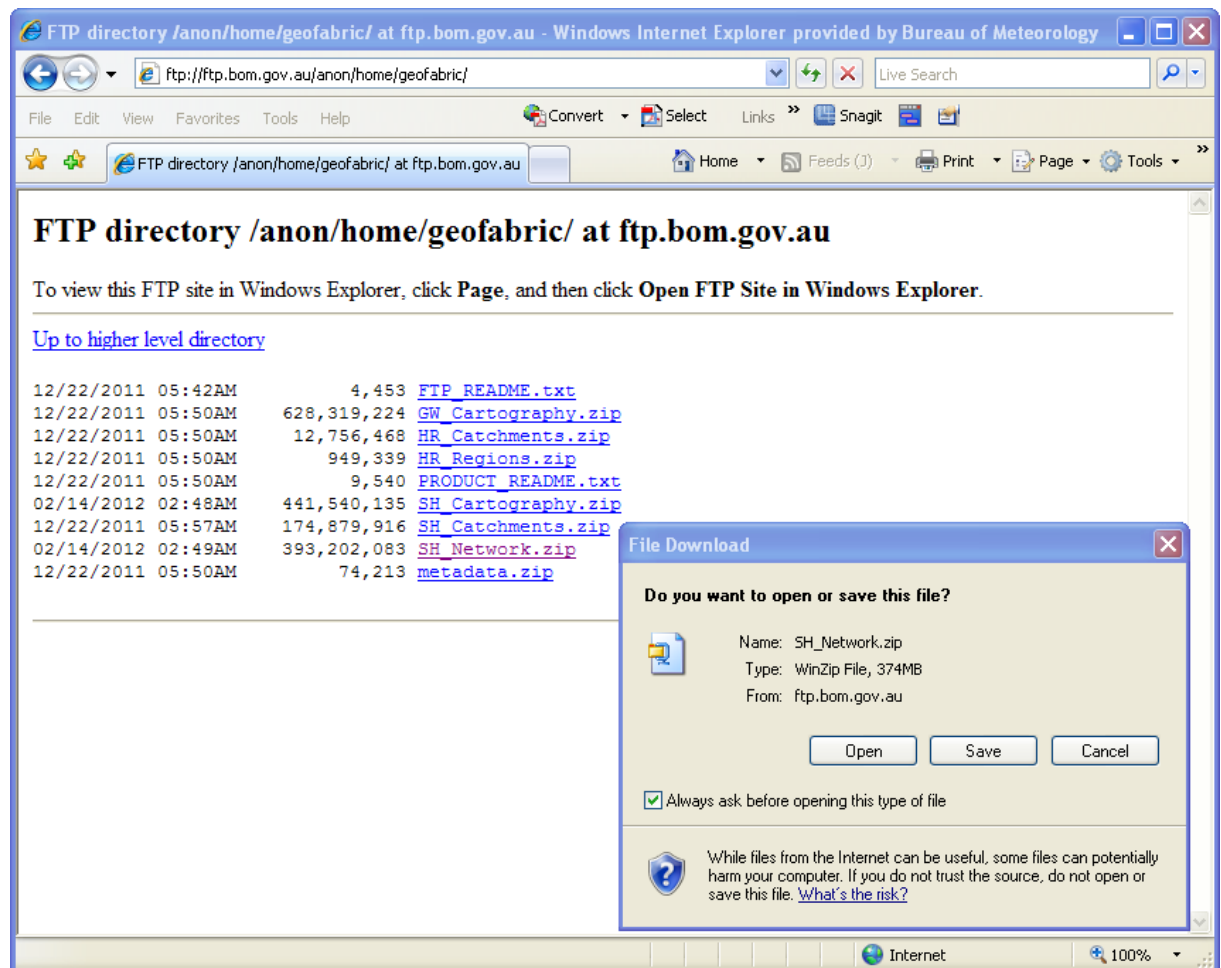 FTP directory /anon/home/geofabric/ at ftp.bom.gov.au - Windows Internet Explorer provided by Bureau of Meteorology
ftp://ftp.bom.gov.au/anon/home/geofabric/
Live Search
File Edit View Favorites Tools Help Convert Select Links » Snagit
FTP directory /anon/home/geofabric/ at ftp.bom.gov.au Home Feeds (J) Print Page Tools »
FTP directory /anon/home/geofabric/ at ftp.bom.gov.au
To view this FTP site in Windows Explorer, click Page, and then click Open FTP Site in Windows Explorer.
Up to higher level directory
12/22/2011 05:42AM 4,453 FTP_README.txt
12/22/2011 05:50AM 628,319,224 GW_Cartography.zip
12/22/2011 05:50AM 12,756,468 HR_Catchments.zip
12/22/2011 05:50AM 949,339 HR_Regions.zip
12/22/2011 05:50AM 9,540 PRODUCT_README.txt
02/14/2012 02:48AM 441,540,135 SH_Cartography.zip
12/22/2011 05:57AM 174,879,916 SH_Catchments.zip
02/14/2012 02:49AM 393,202,083 SH_Network.zip
12/22/2011 05:50AM 74,213 metadata.zip
File Download
Do you want to open or save this file?
Name: SH_Network.zip
Type: WinZip File, 374MB
From: ftp.bom.gov.au
Open Save Cancel
Always ask before opening this type of file
While files from the Internet can be useful, some files can potentially
harm your computer. If you do not trust the source, do not open or
save this file. What's the risk?
Internet 100%